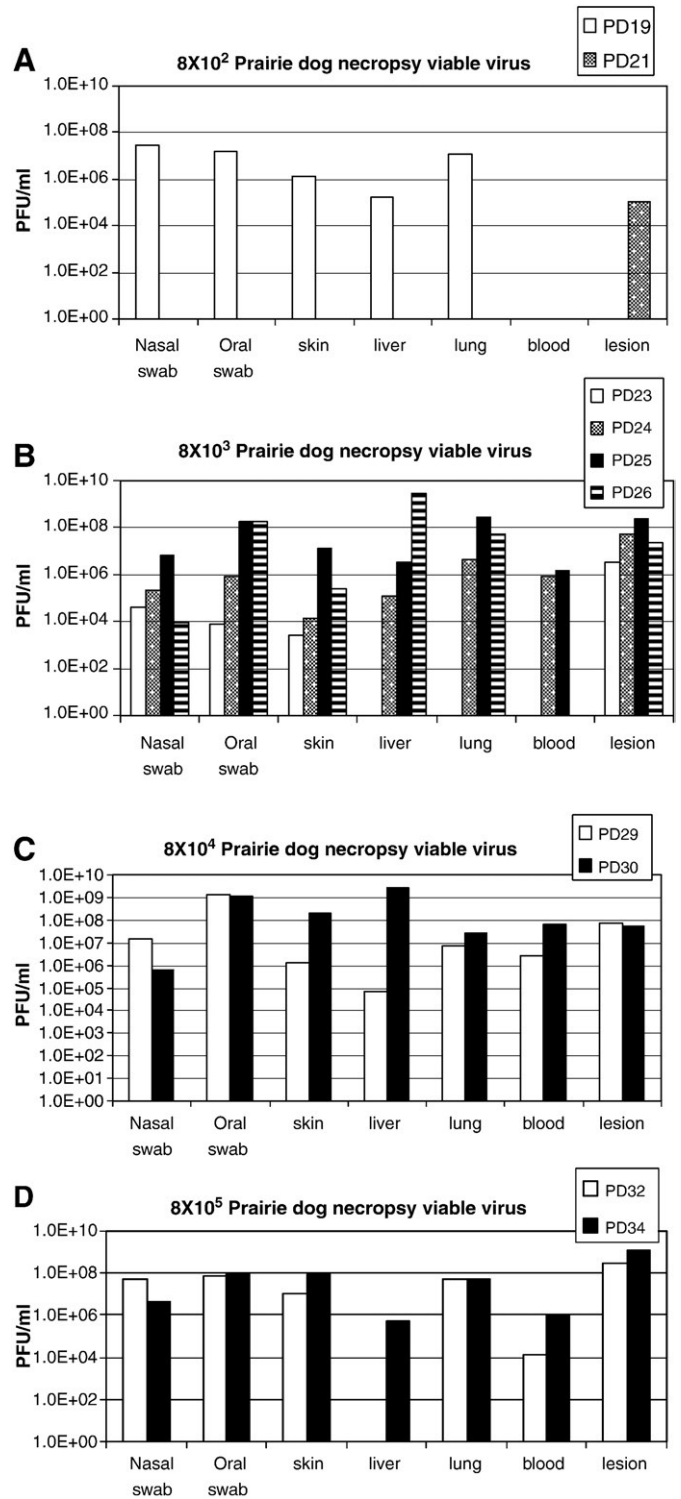 PD19
PD21
A
8X10² Prairie dog necropsy viable virus
1.0E+10
1.0E+08
1.0E+06
1.0E+04
1.0E+02
1.0E+00
PFU/ml
Nasal swab
Oral swab
skin
liver
lung
blood
lesion
PD23
PD24
PD25
PD26
B
8X10³ Prairie dog necropsy viable virus
1.0E+10
1.0E+08
1.0E+06
1.0E+04
1.0E+02
1.0E+00
PFU/ml
Nasal swab
Oral swab
skin
liver
lung
blood
lesion
PD29
PD30
C
8X10⁴ Prairie dog necropsy viable virus
1.0E+10
1.0E+09
1.0E+08
1.0E+07
1.0E+06
1.0E+05
1.0E+04
1.0E+03
1.0E+02
1.0E+01
1.0E+00
PFU/ml
Nasal swab
Oral swab
skin
liver
lung
blood
lesion
PD32
PD34
D
8X10⁵ Prairie dog necropsy viable virus
1.0E+10
1.0E+08
1.0E+06
1.0E+04
1.0E+02
1.0E+00
PFU/ml
Nasal swab
Oral swab
skin
liver
lung
blood
lesion